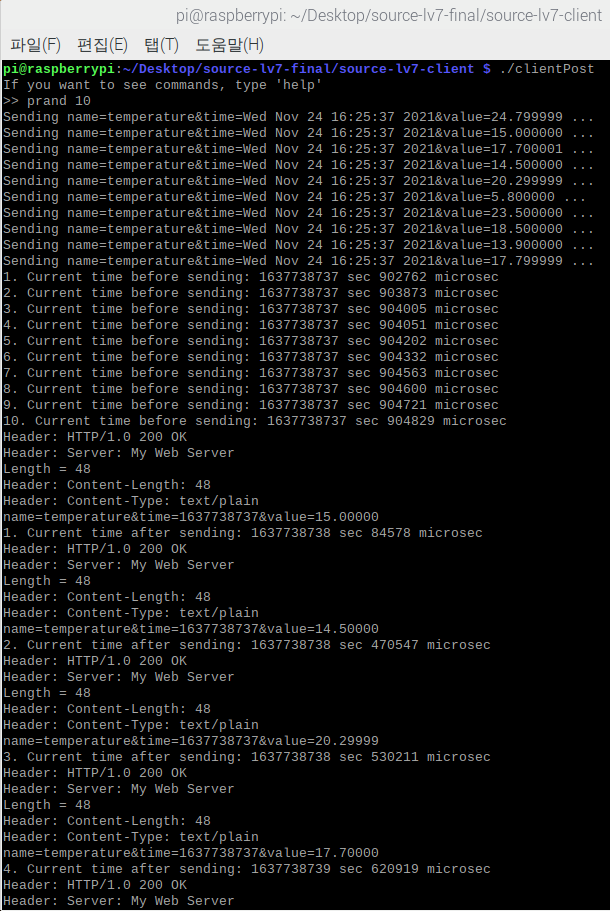 pi@raspberrypi: ~/Desktop/source-lv7-final/source-lv7-client
파일(F) 편집(E) 탭(T) 도움말(H)
pi@raspberrypi:~/Desktop/source-lv7-final/source-lv7-client $ ./clientPost
If you want to see commands, type 'help'
>> prand 10
Sending name=temperature&time=Wed Nov 24 16:25:37 2021&value=24.799999 ...
Sending name=temperature&time=Wed Nov 24 16:25:37 2021&value=15.000000 ...
Sending name=temperature&time=Wed Nov 24 16:25:37 2021&value=17.700001 ...
Sending name=temperature&time=Wed Nov 24 16:25:37 2021&value=14.500000 ...
Sending name=temperature&time=Wed Nov 24 16:25:37 2021&value=20.299999 ...
Sending name=temperature&time=Wed Nov 24 16:25:37 2021&value=5.800000 ...
Sending name=temperature&time=Wed Nov 24 16:25:37 2021&value=23.500000 ...
Sending name=temperature&time=Wed Nov 24 16:25:37 2021&value=18.500000 ...
Sending name=temperature&time=Wed Nov 24 16:25:37 2021&value=13.900000 ...
Sending name=temperature&time=Wed Nov 24 16:25:37 2021&value=17.799999 ...
1. Current time before sending: 1637738737 sec 902762 microsec
2. Current time before sending: 1637738737 sec 903873 microsec
3. Current time before sending: 1637738737 sec 904005 microsec
4. Current time before sending: 1637738737 sec 904051 microsec
5. Current time before sending: 1637738737 sec 904202 microsec
6. Current time before sending: 1637738737 sec 904332 microsec
7. Current time before sending: 1637738737 sec 904563 microsec
8. Current time before sending: 1637738737 sec 904600 microsec
9. Current time before sending: 1637738737 sec 904721 microsec
10. Current time before sending: 1637738737 sec 904829 microsec
Header: HTTP/1.0 200 OK
Header: Server: My Web Server
Length = 48
Header: Content-Length: 48
Header: Content-Type: text/plain
name=temperature&time=1637738737&value=15.00000
1. Current time after sending: 1637738738 sec 84578 microsec
Header: HTTP/1.0 200 OK
Header: Server: My Web Server
Length = 48
Header: Content-Length: 48
Header: Content-Type: text/plain
name=temperature&time=1637738737&value=14.50000
2. Current time after sending: 1637738738 sec 470547 microsec
Header: HTTP/1.0 200 OK
Header: Server: My Web Server
Length = 48
Header: Content-Length: 48
Header: Content-Type: text/plain
name=temperature&time=1637738737&value=20.29999
3. Current time after sending: 1637738738 sec 530211 microsec
Header: HTTP/1.0 200 OK
Header: Server: My Web Server
Length = 48
Header: Content-Length: 48
Header: Content-Type: text/plain
name=temperature&time=1637738737&value=17.70000
4. Current time after sending: 1637738739 sec 620919 microsec
Header: HTTP/1.0 200 OK
Header: Server: My Web Server